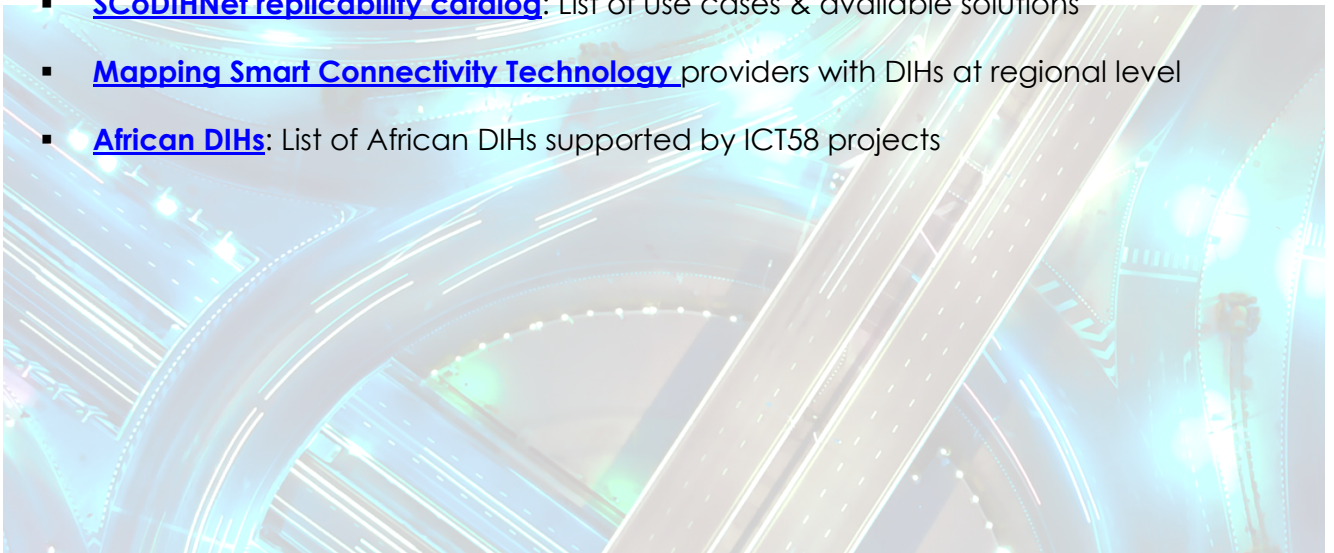 ▪ SCoDIHNet replicability catalog: List of use cases & available solutions
▪ Mapping Smart Connectivity Technology providers with DIHs at regional level
▪ African DIHs: List of African DIHs supported by ICT58 projects